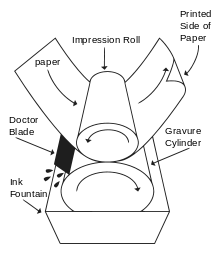 Printed
Side of
Paper
Impression Roll
paper
Doctor
Blade
Gravure
Cylinder
Ink
Fountain